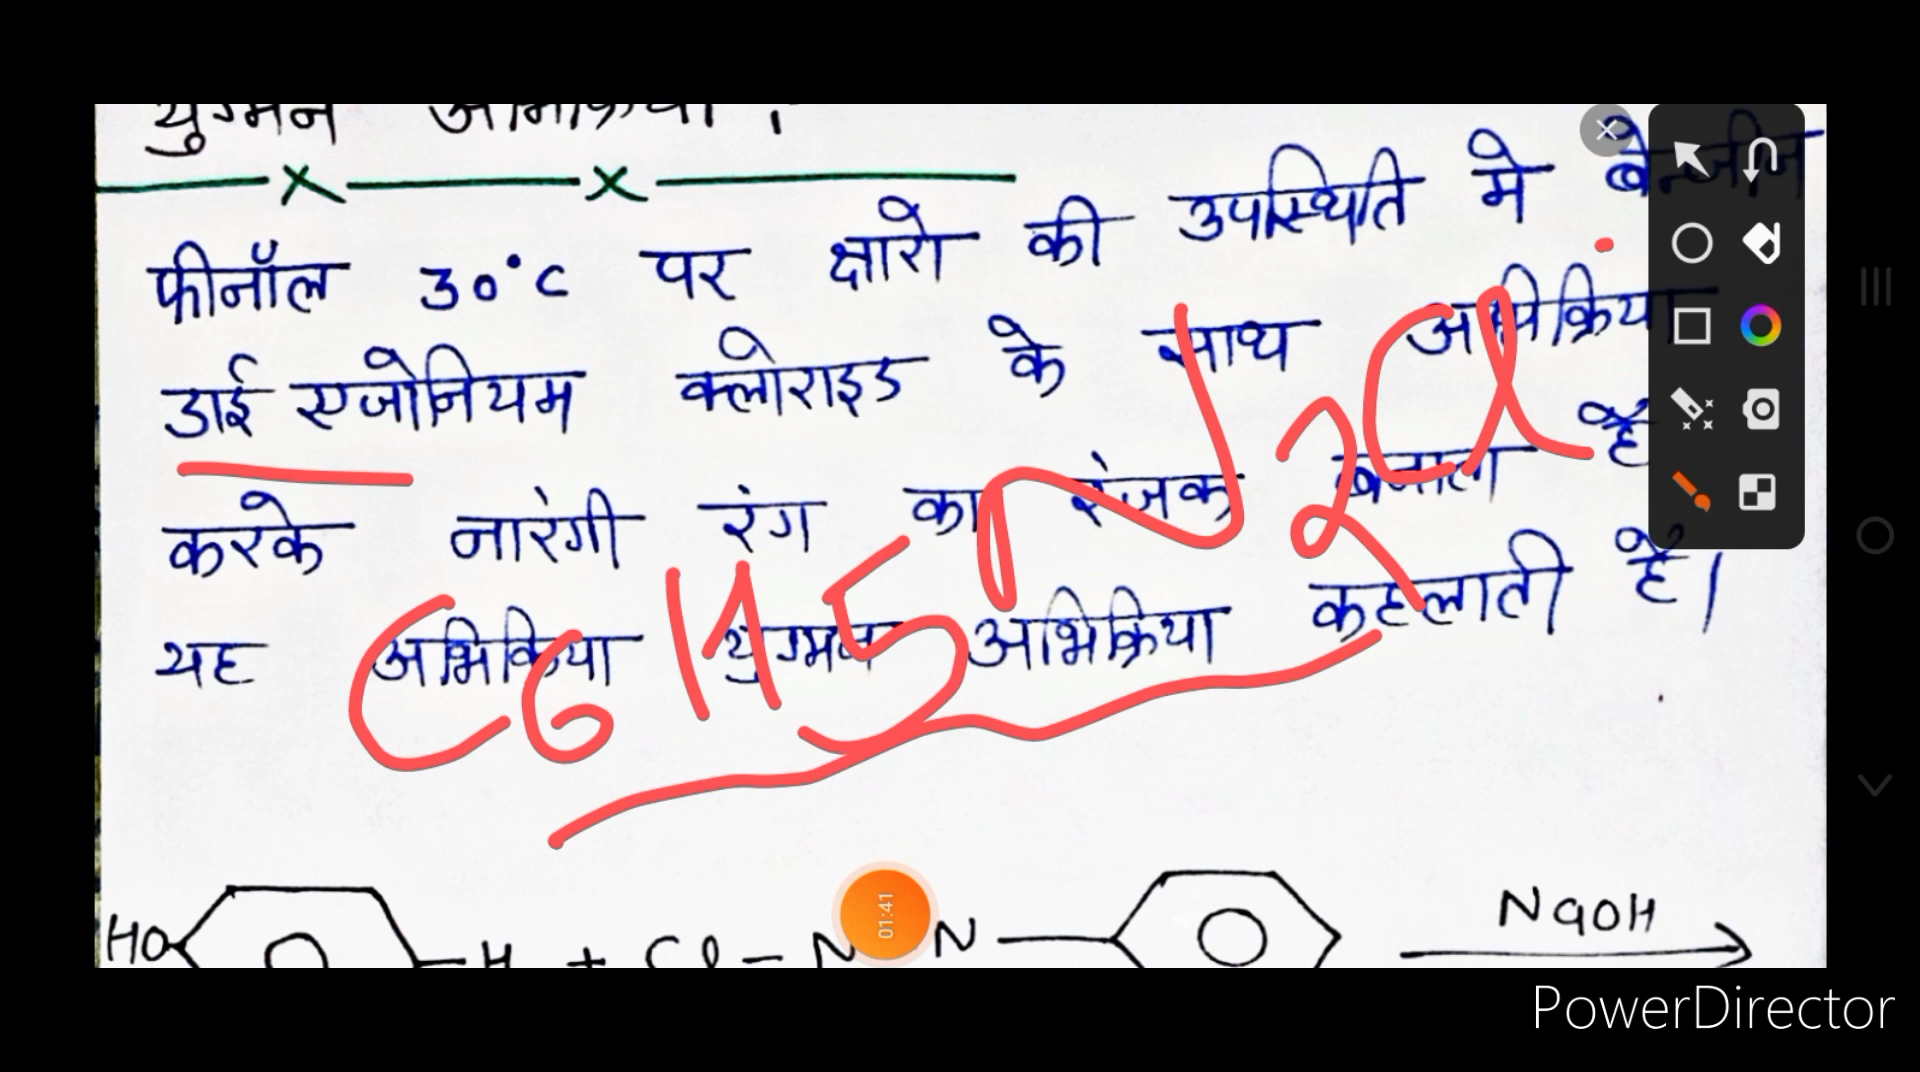 युग्मन अभिक्रिया :-
फीनॉल 30°C पर क्षारो की उपस्थिति मे बेन्जीन
डाई एजोनियम क्लोराइड के साथ अभिक्रिया
करके नारंगी रंग का रंजक बनाता है
यह अभिक्रिया युग्मन अभिक्रिया कहलाती है।
C6H5N2Cl
HO H + Cl - N N NaOH
01:41
PowerDirector